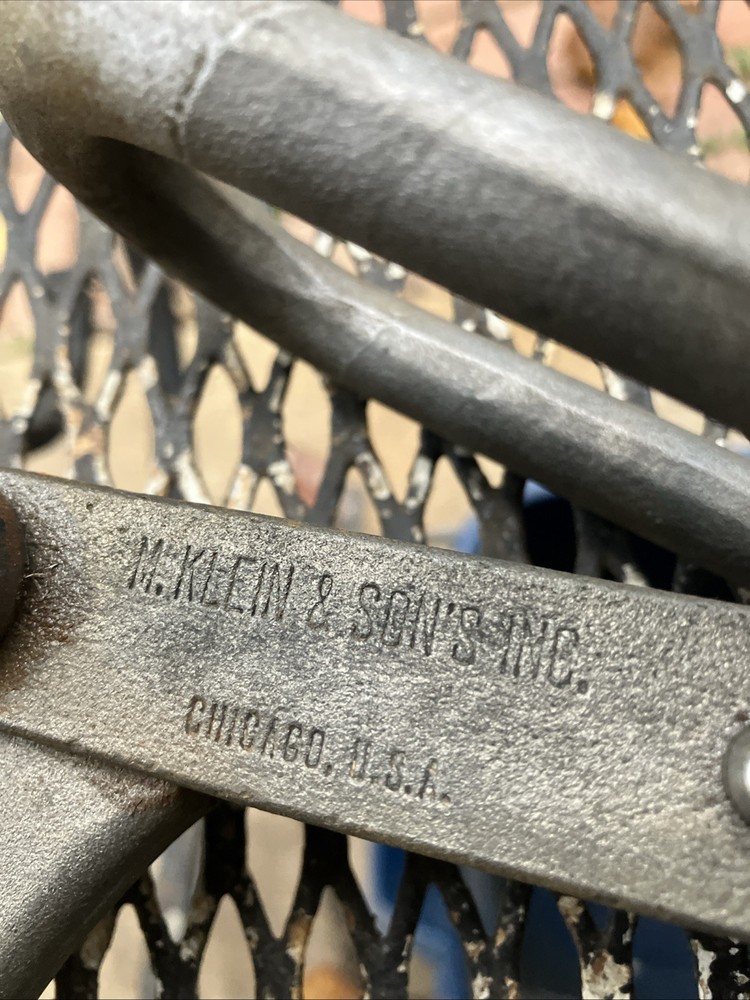 M. KLEIN & SON'S INC.
CHICAGO, U.S.A.